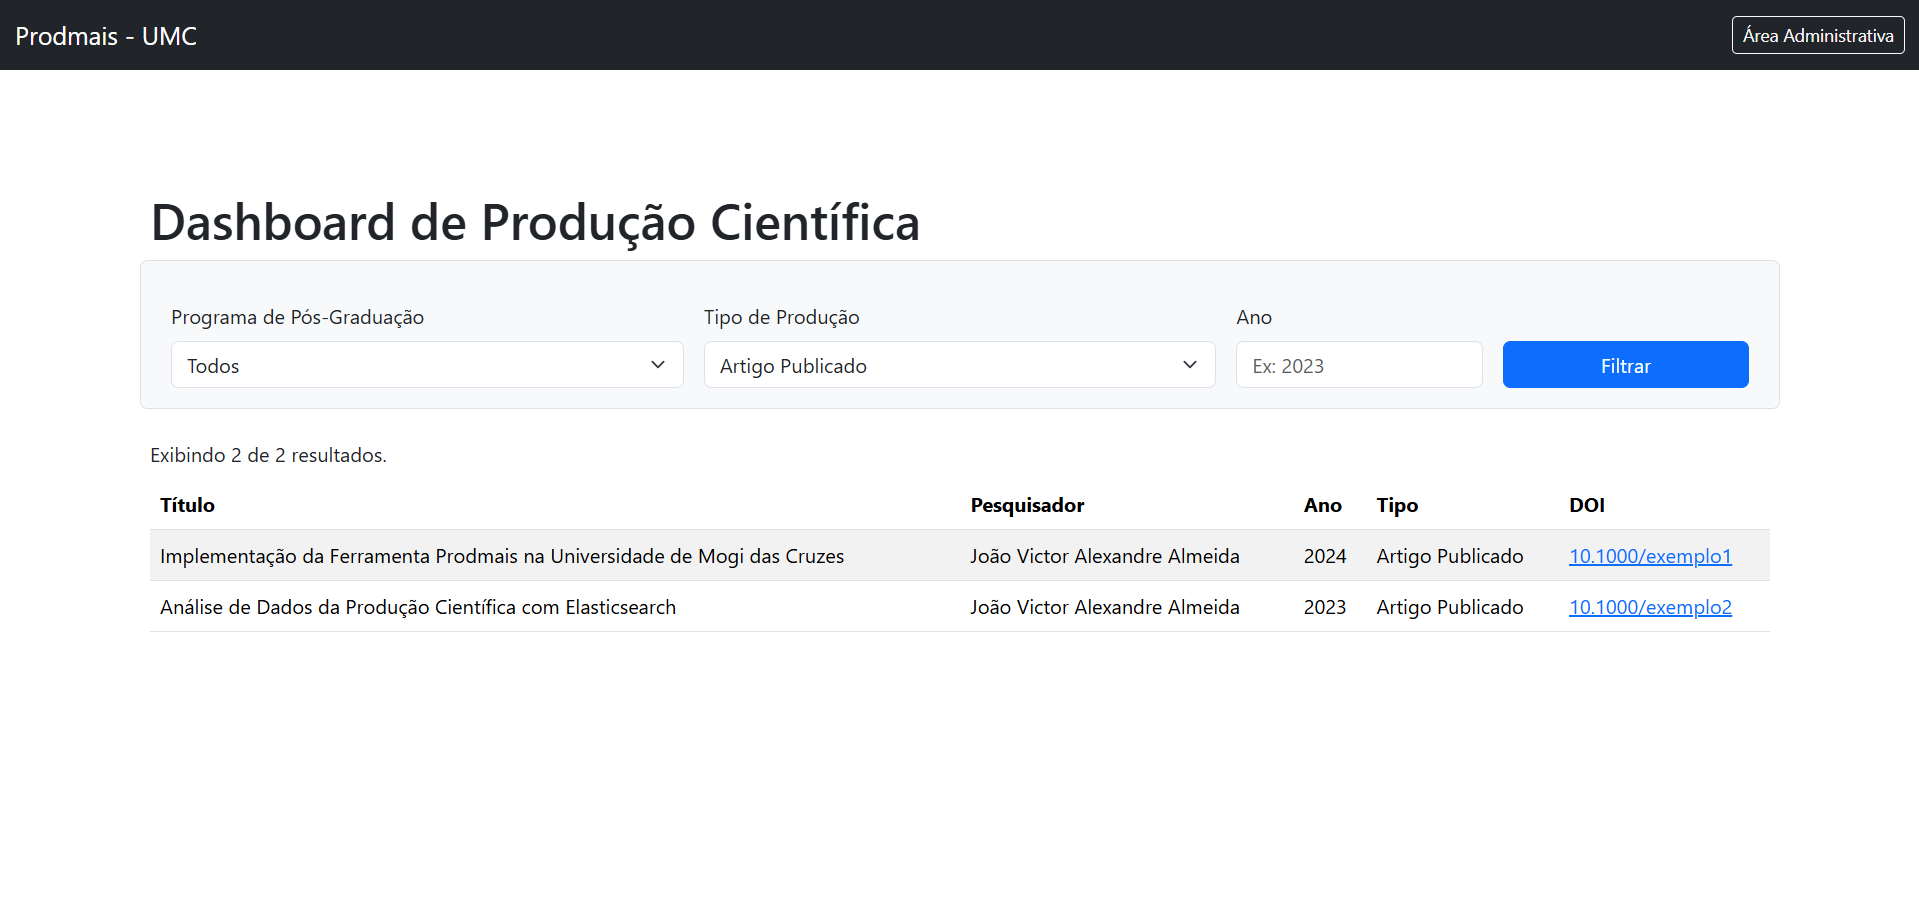 Prodmais - UMC
Área Administrativa
Dashboard de Produção Científica
Programa de Pós-Graduação
Tipo de Produção
Ano
Todos
Artigo Publicado
Ex: 2023
Filtrar
Exibindo 2 de 2 resultados.
Título Pesquisador Ano Tipo DOI
Implementação da Ferramenta Prodmais na Universidade de Mogi das Cruzes João Victor Alexandre Almeida 2024 Artigo Publicado 10.1000/exemplo1
Análise de Dados da Produção Científica com Elasticsearch João Victor Alexandre Almeida 2023 Artigo Publicado 10.1000/exemplo2